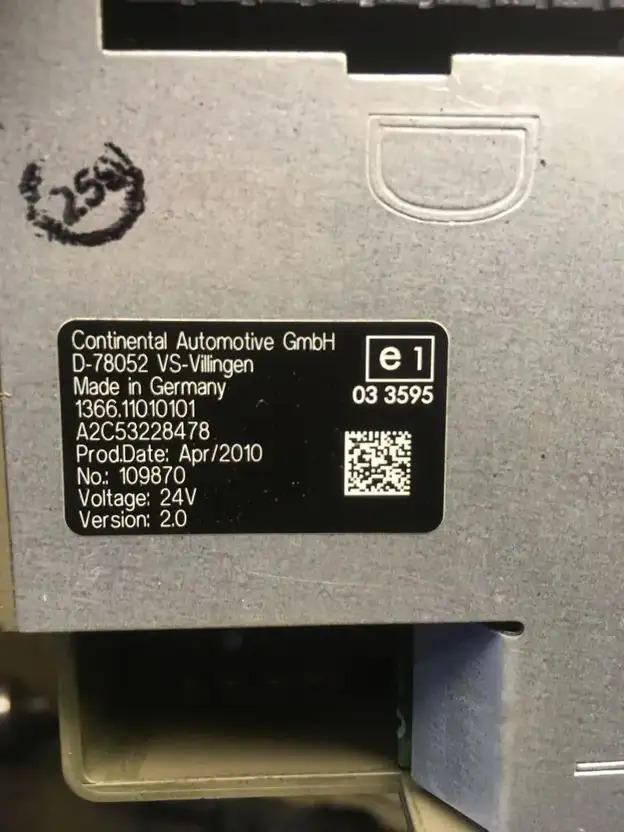 Continental Automotive GmbH
D-78052 VS-Villingen
Made in Germany
1366.11010101
A2C53228478
Prod.Date: Apr/2010
No.: 109870
Voltage: 24V
Version: 2.0
e 1
03 3595